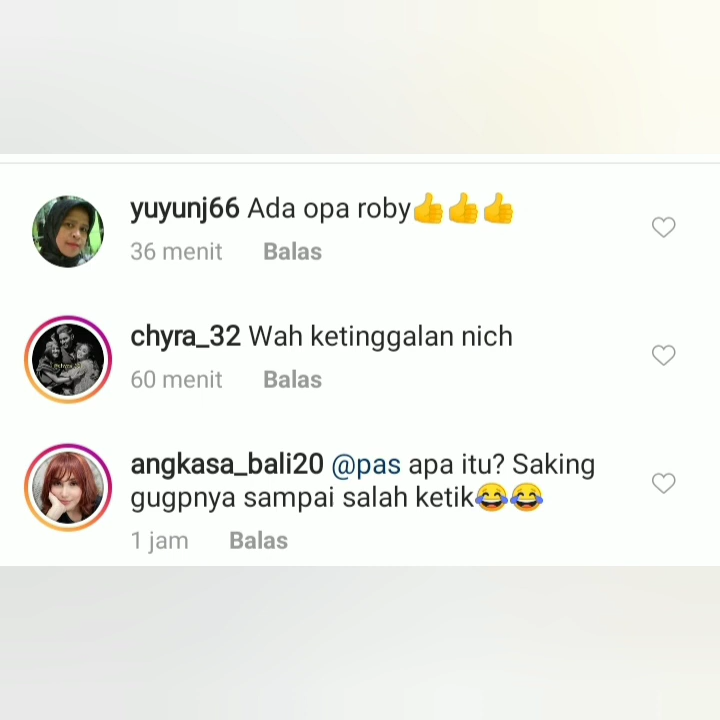 yuyunj66 Ada opa roby👍👍👍
36 menit Balas
chyra_32 Wah ketinggalan nich
60 menit Balas
angkasa_bali20 @pas apa itu? Saking
gugpnya sampai salah ketik😂😂
1 jam Balas